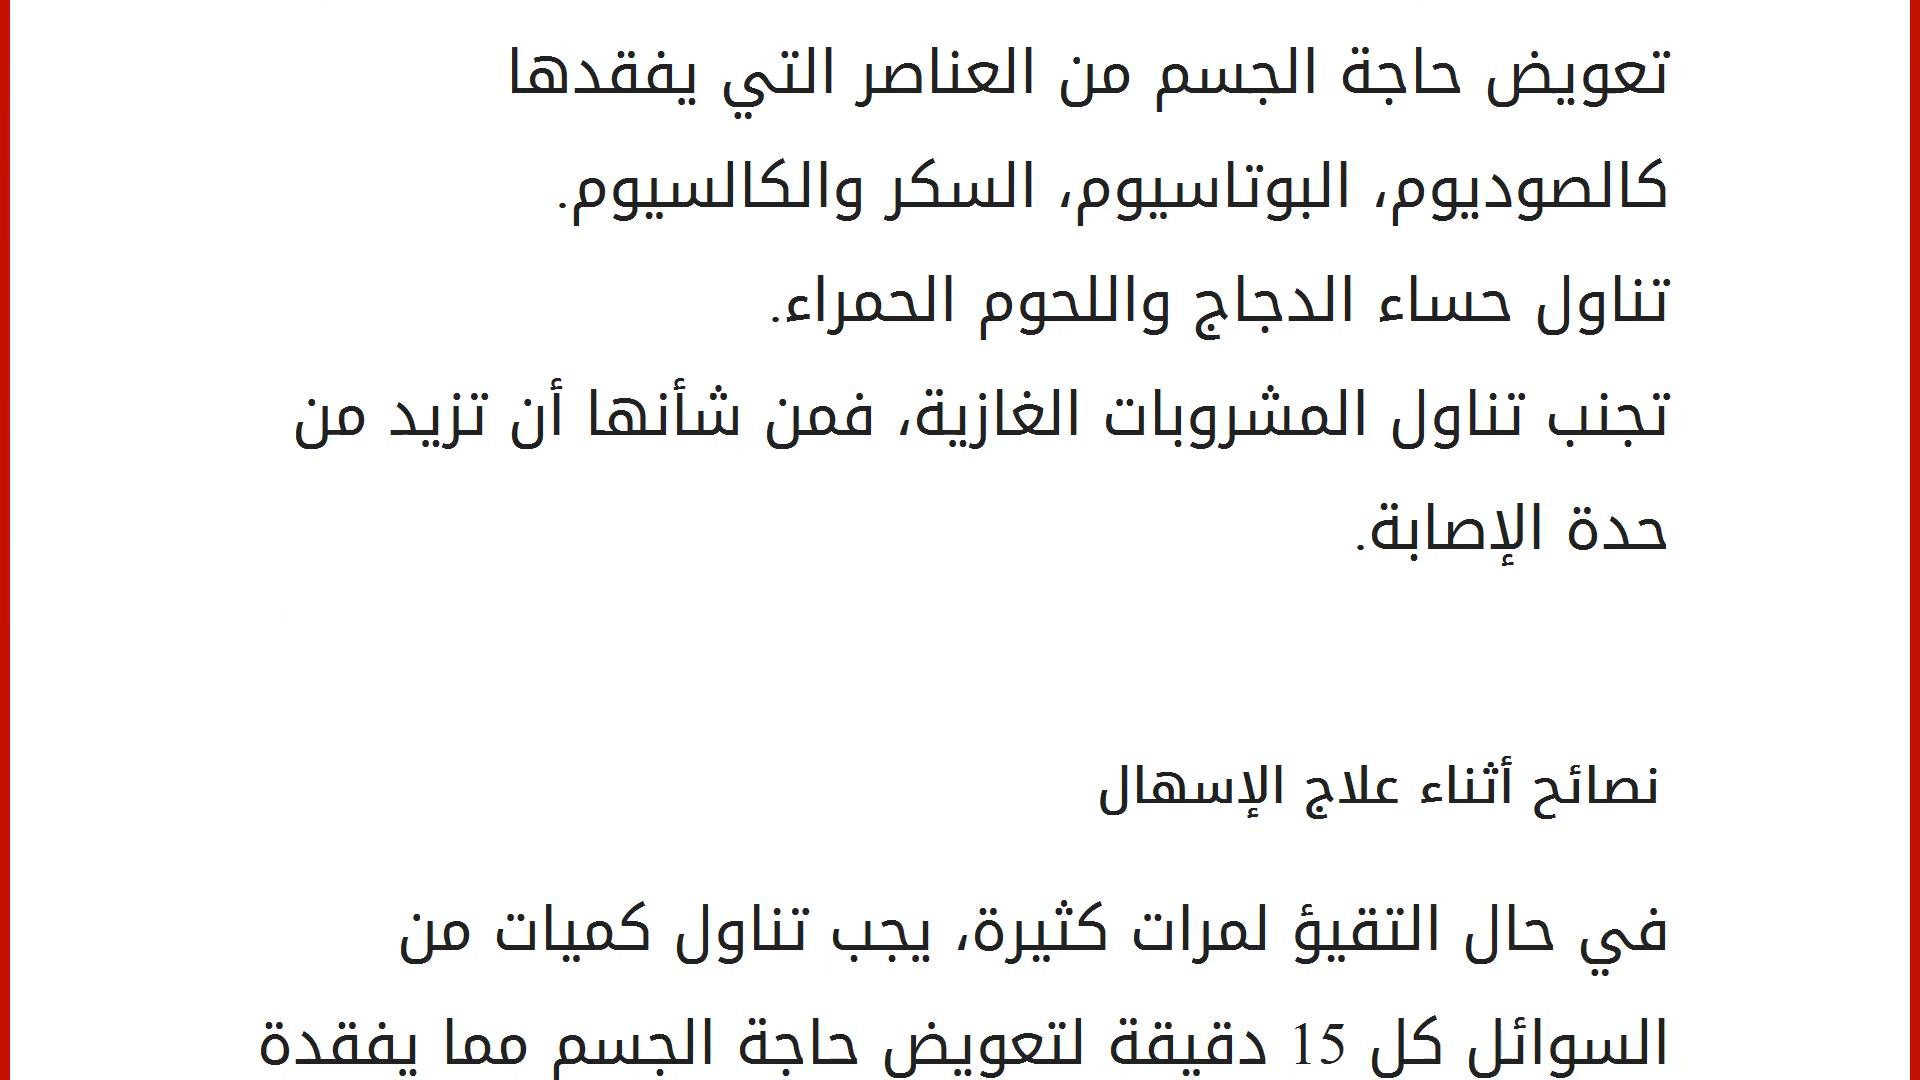 تعويض حاجة الجسم من العناصر التي يفقدها
كالصوديوم، البوتاسيوم، السكر والكالسيوم.
تناول حساء الدجاج واللحوم الحمراء.
تجنب تناول المشروبات الغازية، فمن شأنها أن تزيد من
حدة الإصابة.
نصائح أثناء علاج الإسهال
في حال التقيؤ لمرات كثيرة، يجب تناول كميات من
السوائل كل 15 دقيقة لتعويض حاجة الجسم مما يفقدة